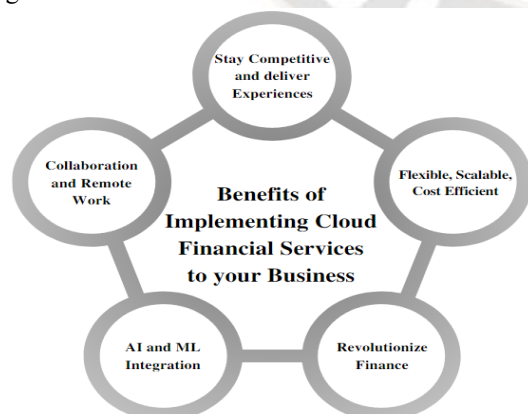 Stay Competitive
and deliver
Experiences
Collaboration
and Remote
Work
Flexible, Scalable,
Cost Efficient
Benefits of
Implementing Cloud
Financial Services
to your Business
AI and ML
Integration
Revolutionize
Finance